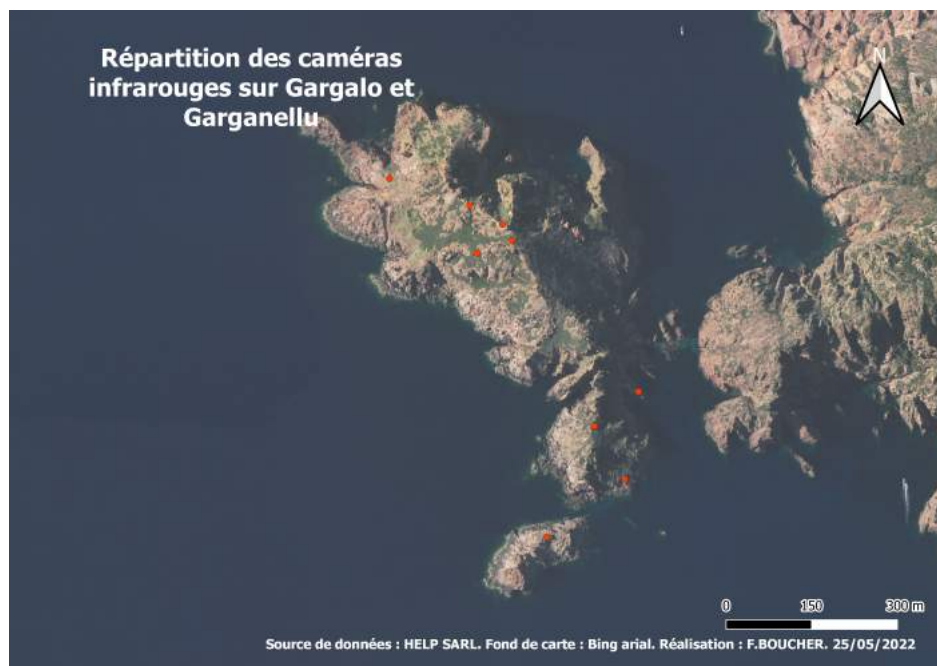 Répartition des caméras
infrarouges sur Gargalo et
Garganellu
N
0 150 300 m
Source de données : HELP SARL. Fond de carte : Bing arial. Réalisation : F.BOUCHER. 25/05/2022